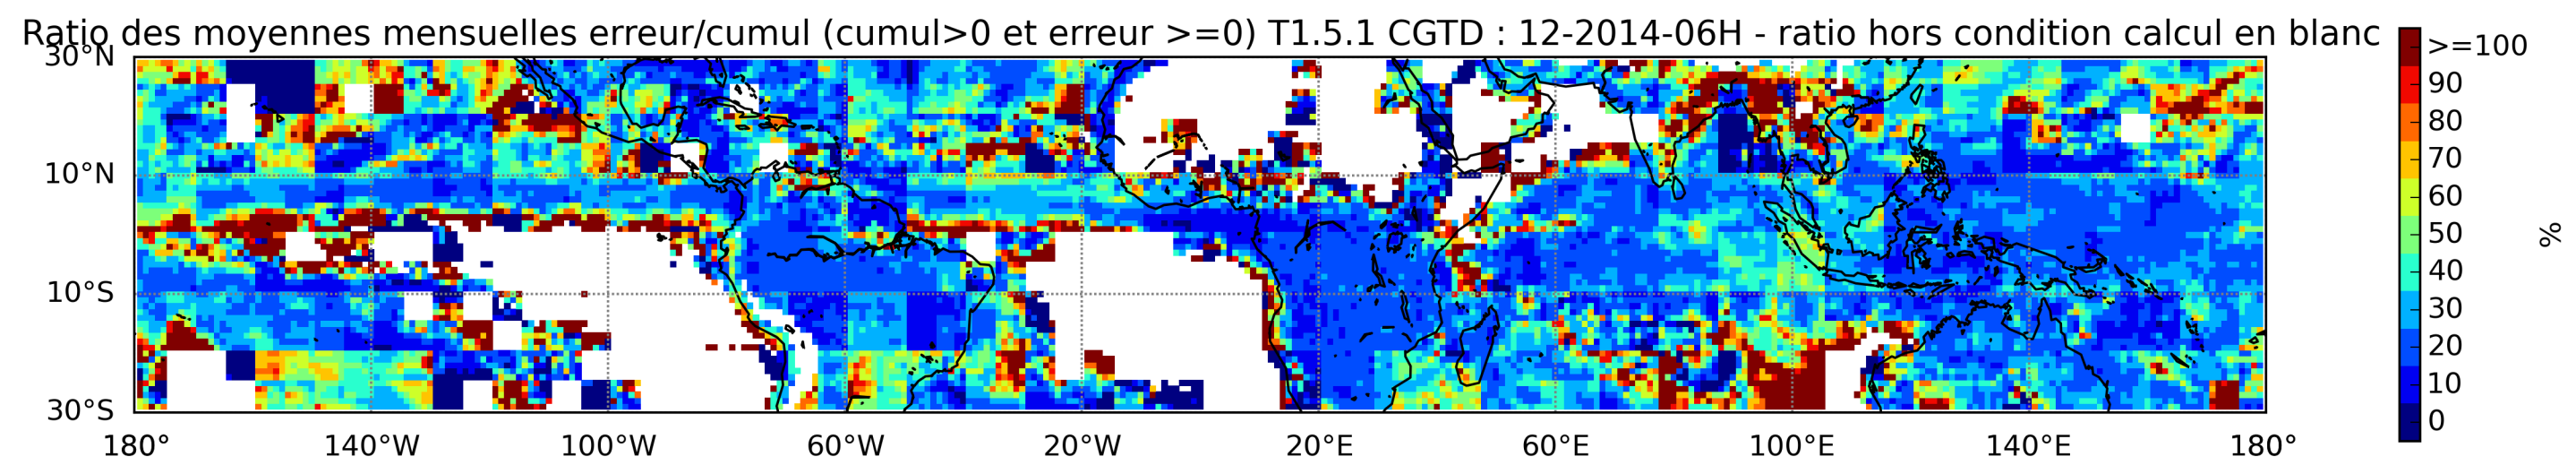 Ratio des moyennes mensuelles erreur/cumul (cumul>0 et erreur >=0) T1.5.1 CGTD : 12-2014-06H - ratio hors condition calcul en blanc
30°N
10°N
10°S
30°S
180° 140°W 100°W 60°W 20°W 20°E 60°E 100°E 140°E 180°
>=100
90
80
70
60
50
40
30
20
10
0
%